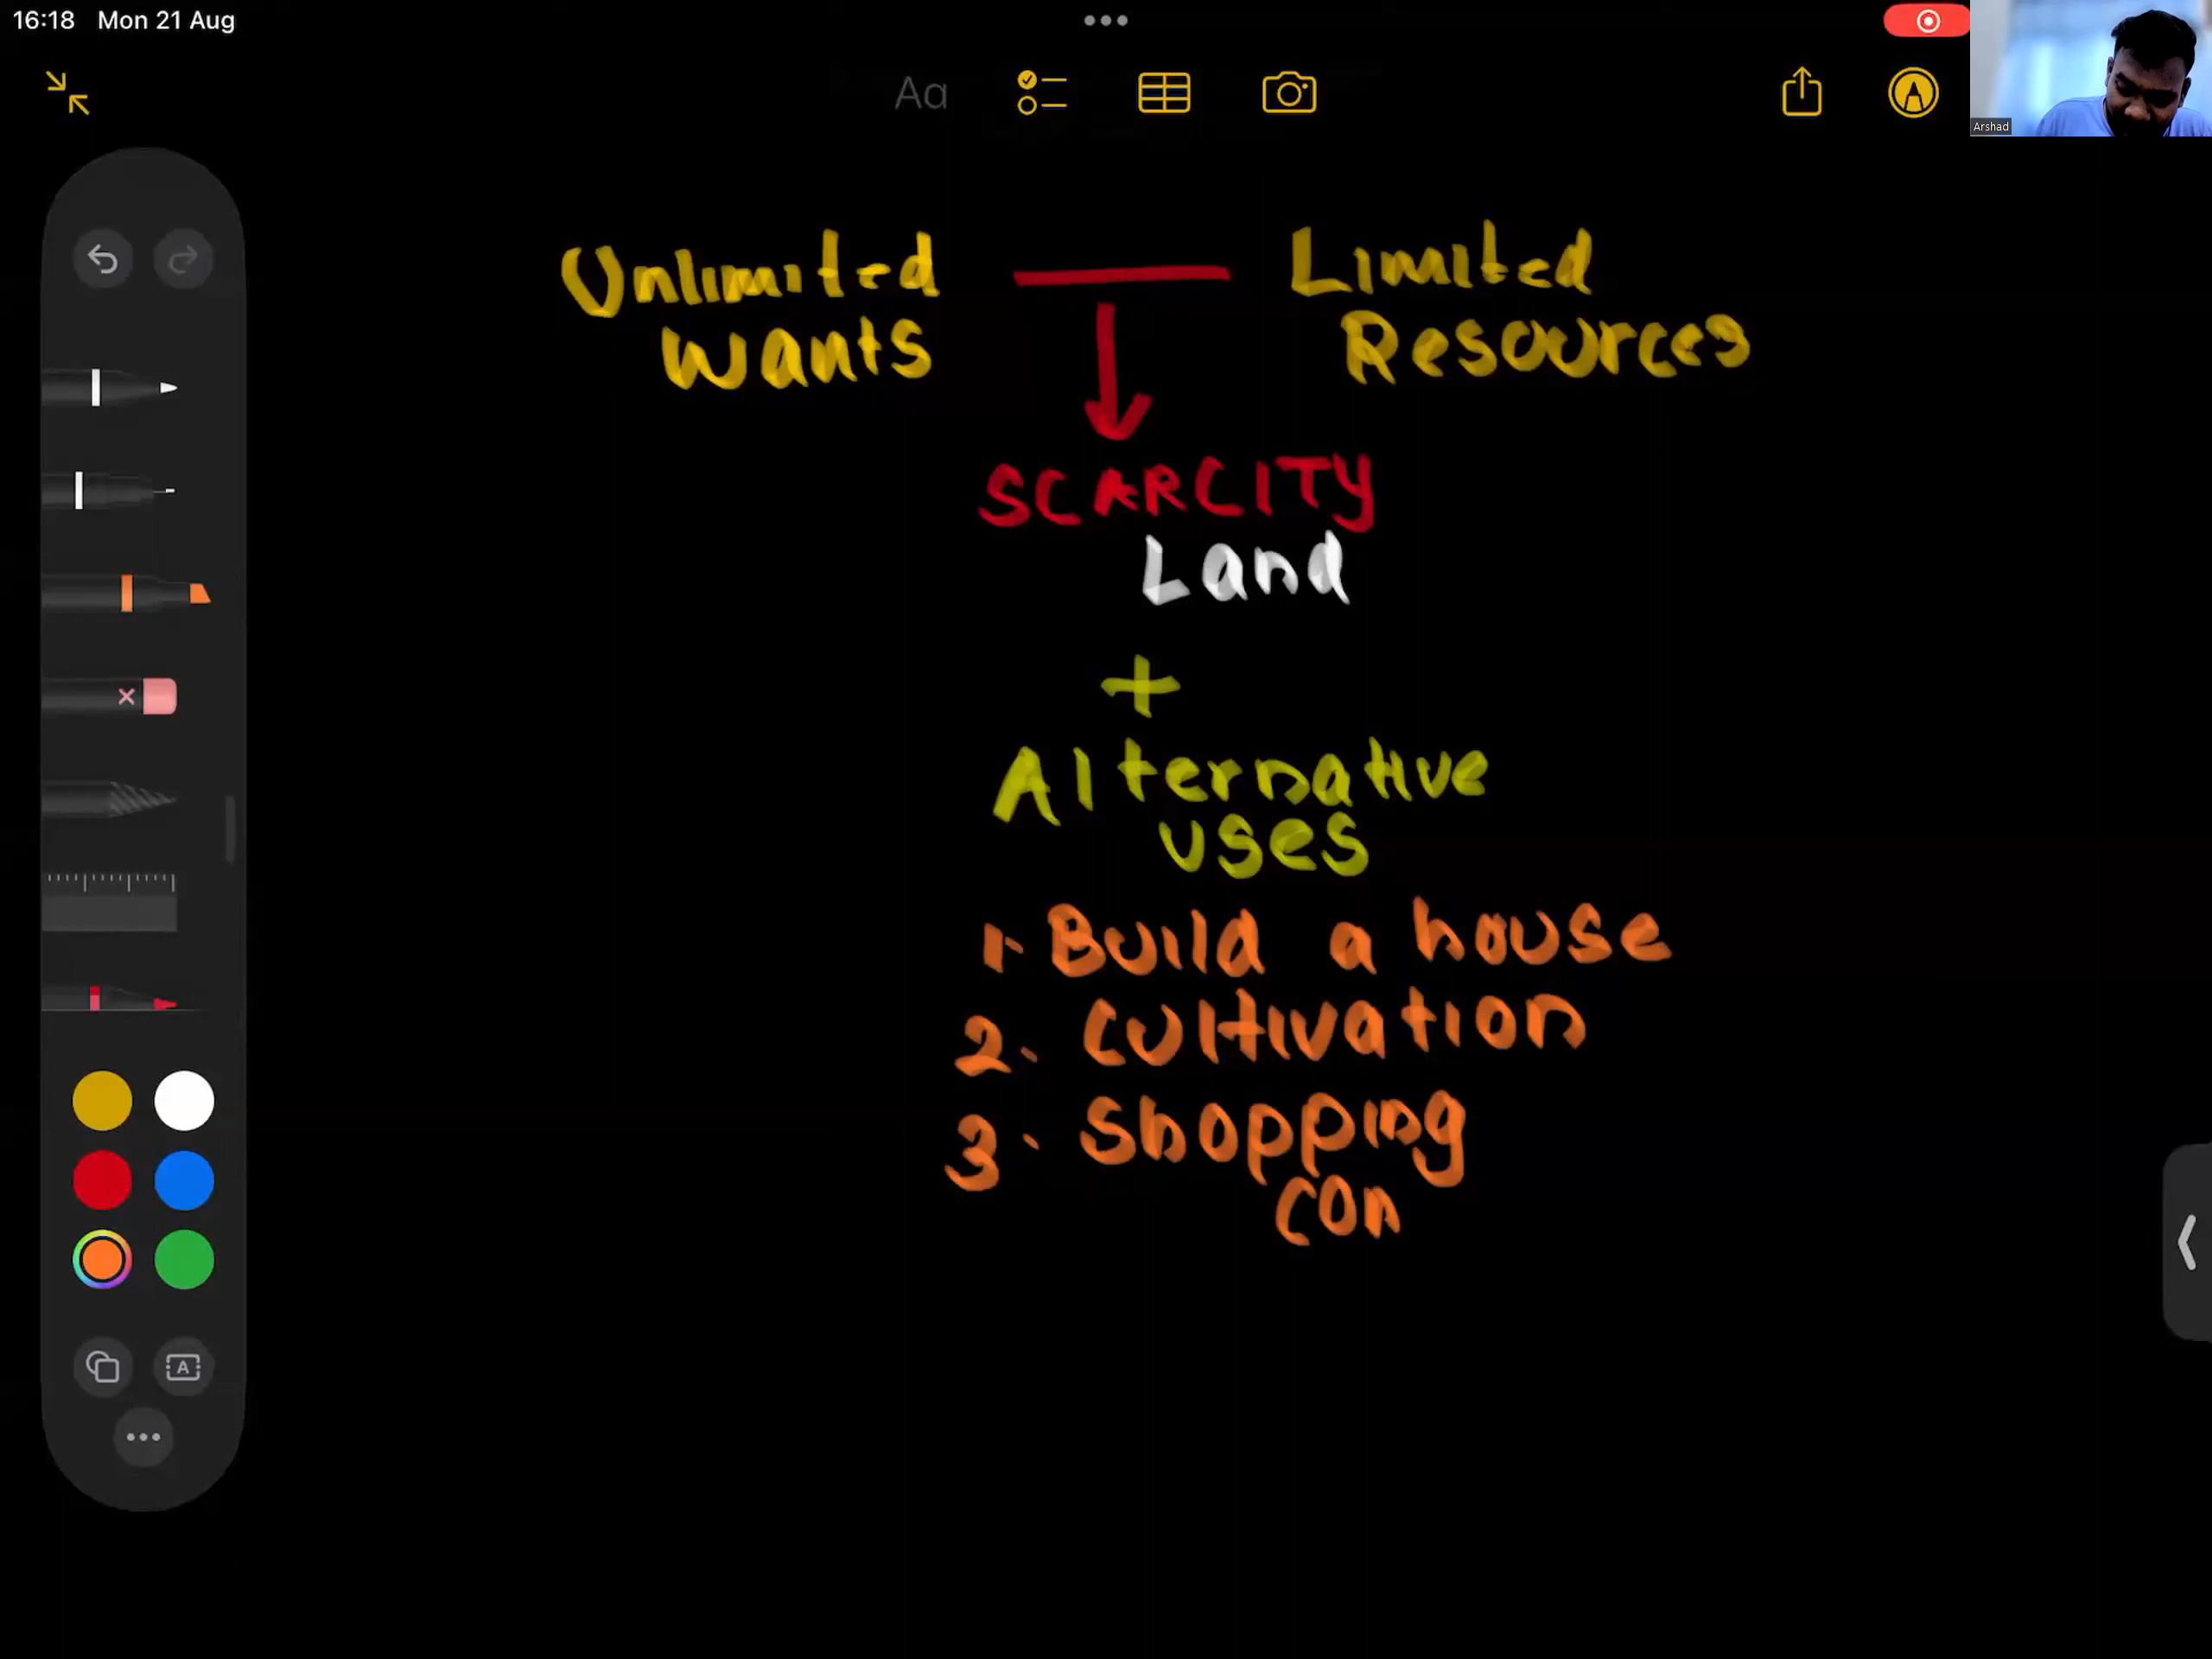 16:18 Mon 21 Aug
Aa
Arshad
Unlimited Limited
wants Resources
SCARCITY
Land
+
Alternative
uses
1. Build a house
2. Cultivation
3. Shopping
Con
A